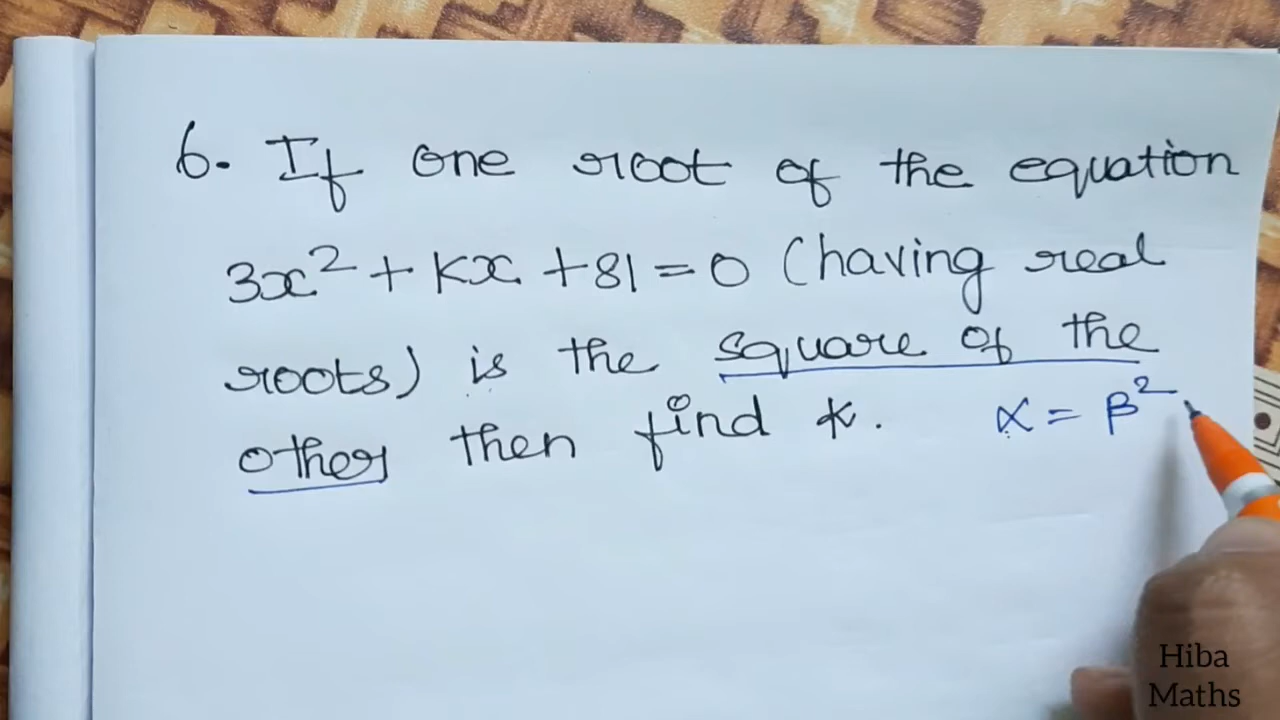 6. If one root of the equation
3x² + kx + 81 = 0 (having real
roots) is the square of the
other then find k. α = β²
Hiba
Maths